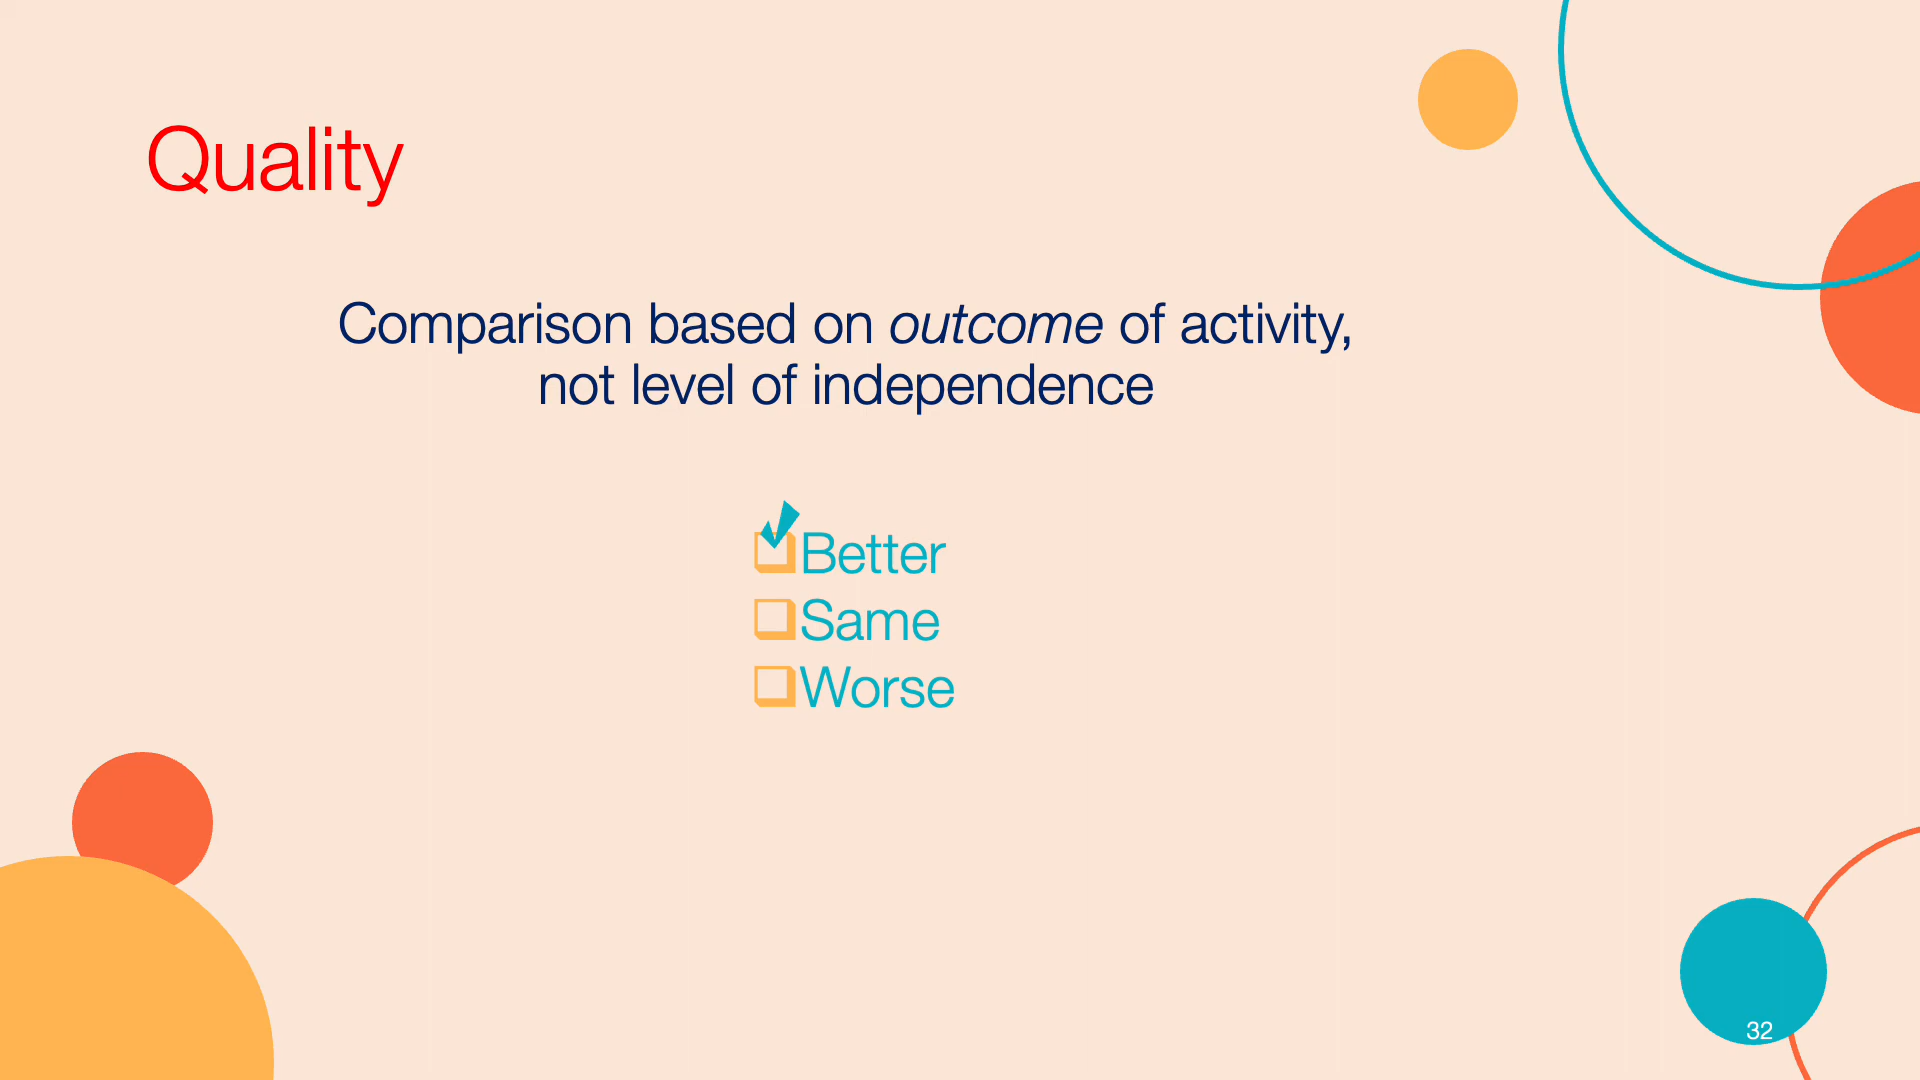 Quality
Comparison based on outcome of activity,
not level of independence
Better
Same
Worse
32